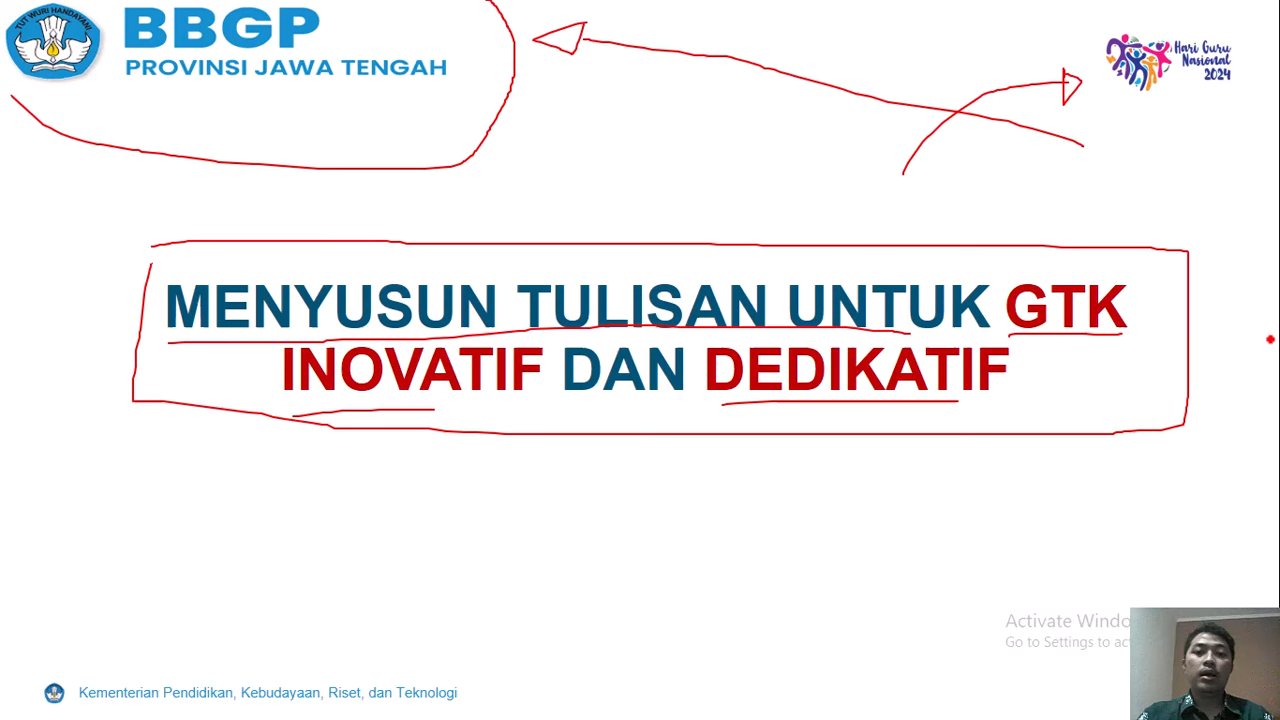 TUT WURI HANDAYANI
BBGP
PROVINSI JAWA TENGAH
Hari Guru
Nasional
2024
MENYUSUN TULISAN UNTUK GTK
INOVATIF DAN DEDIKATIF
Activate Windo
Go to Settings to ac
Kementerian Pendidikan, Kebudayaan, Riset, dan Teknologi